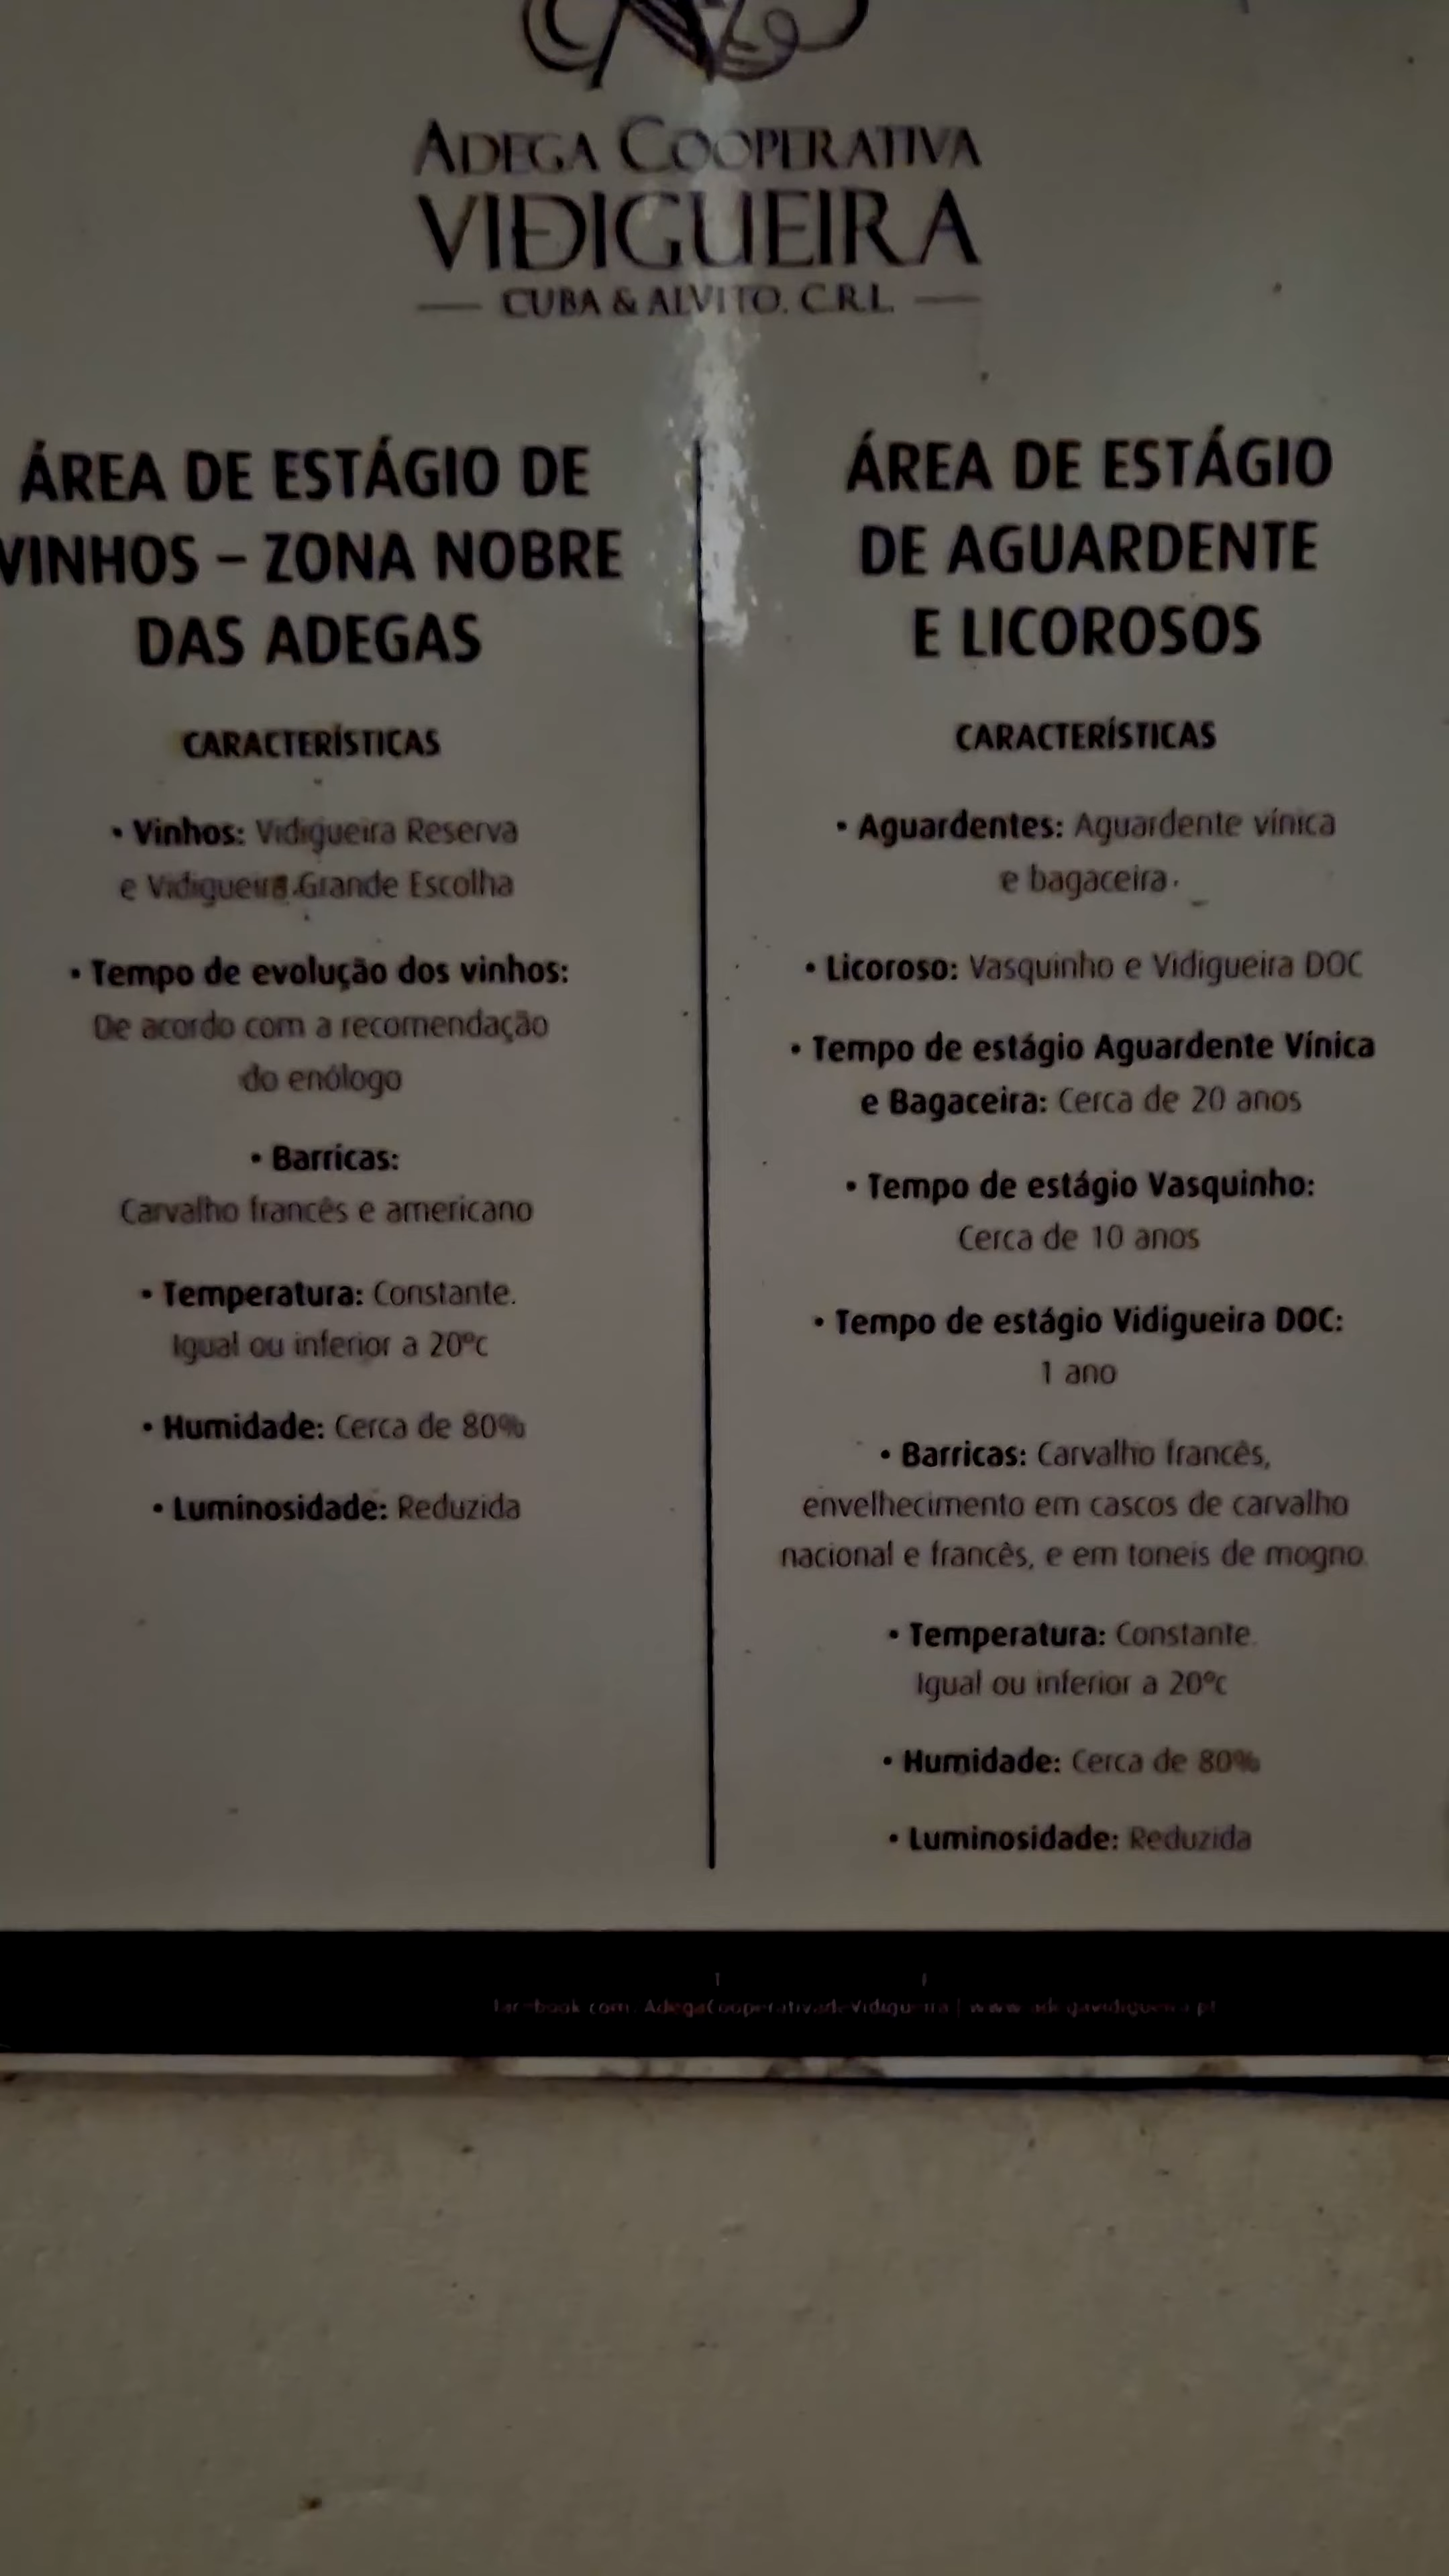 ADEGA COOPERATIVA
VIDIGUEIRA
CUBA & ALVITO, C.R.L.
ÁREA DE ESTÁGIO DE
VINHOS – ZONA NOBRE
DAS ADEGAS
CARACTERÍSTICAS
• Vinhos: Vidigueira Reserva
e Vidigueira Grande Escolha
• Tempo de evolução dos vinhos:
De acordo com a recomendação
do enólogo
• Barricas:
Carvalho francês e americano
• Temperatura: Constante.
Igual ou inferior a 20ºc
• Humidade: Cerca de 80%
• Luminosidade: Reduzida
ÁREA DE ESTÁGIO
DE AGUARDENTE
E LICOROSOS
CARACTERÍSTICAS
• Aguardentes: Aguardente vínica
e bagaceira.
• Licoroso: Vasquinho e Vidigueira DOC
• Tempo de estágio Aguardente Vínica
e Bagaceira: Cerca de 20 anos
• Tempo de estágio Vasquinho:
Cerca de 10 anos
• Tempo de estágio Vidigueira DOC:
1 ano
• Barricas: Carvalho francês,
envelhecimento em cascos de carvalho
nacional e francês, e em toneis de mogno.
• Temperatura: Constante.
Igual ou inferior a 20ºc
• Humidade: Cerca de 80%
• Luminosidade: Reduzida
facebook.com/AdegaCooperativadeVidigueira | www.adegavidigueira.pt